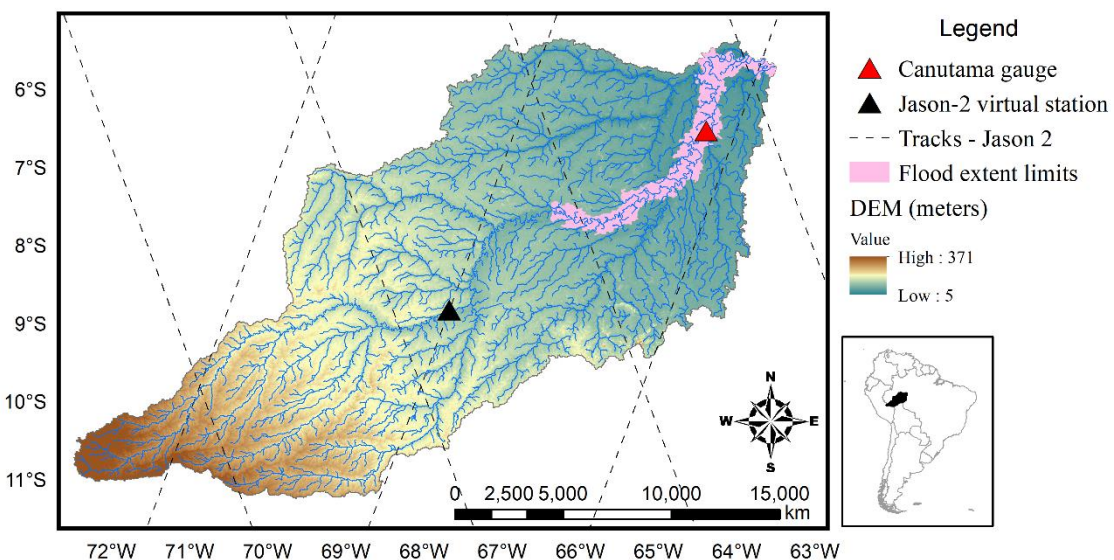 Legend
Canutama gauge
Jason-2 virtual station
Tracks - Jason 2
Flood extent limits
DEM (meters)
Value
High : 371
Low : 5
6°S
7°S
8°S
9°S
10°S
11°S
N
W E
S
0 2,500 5,000 10,000 15,000
km
72°W 71°W 70°W 69°W 68°W 67°W 66°W 65°W 64°W 63°W